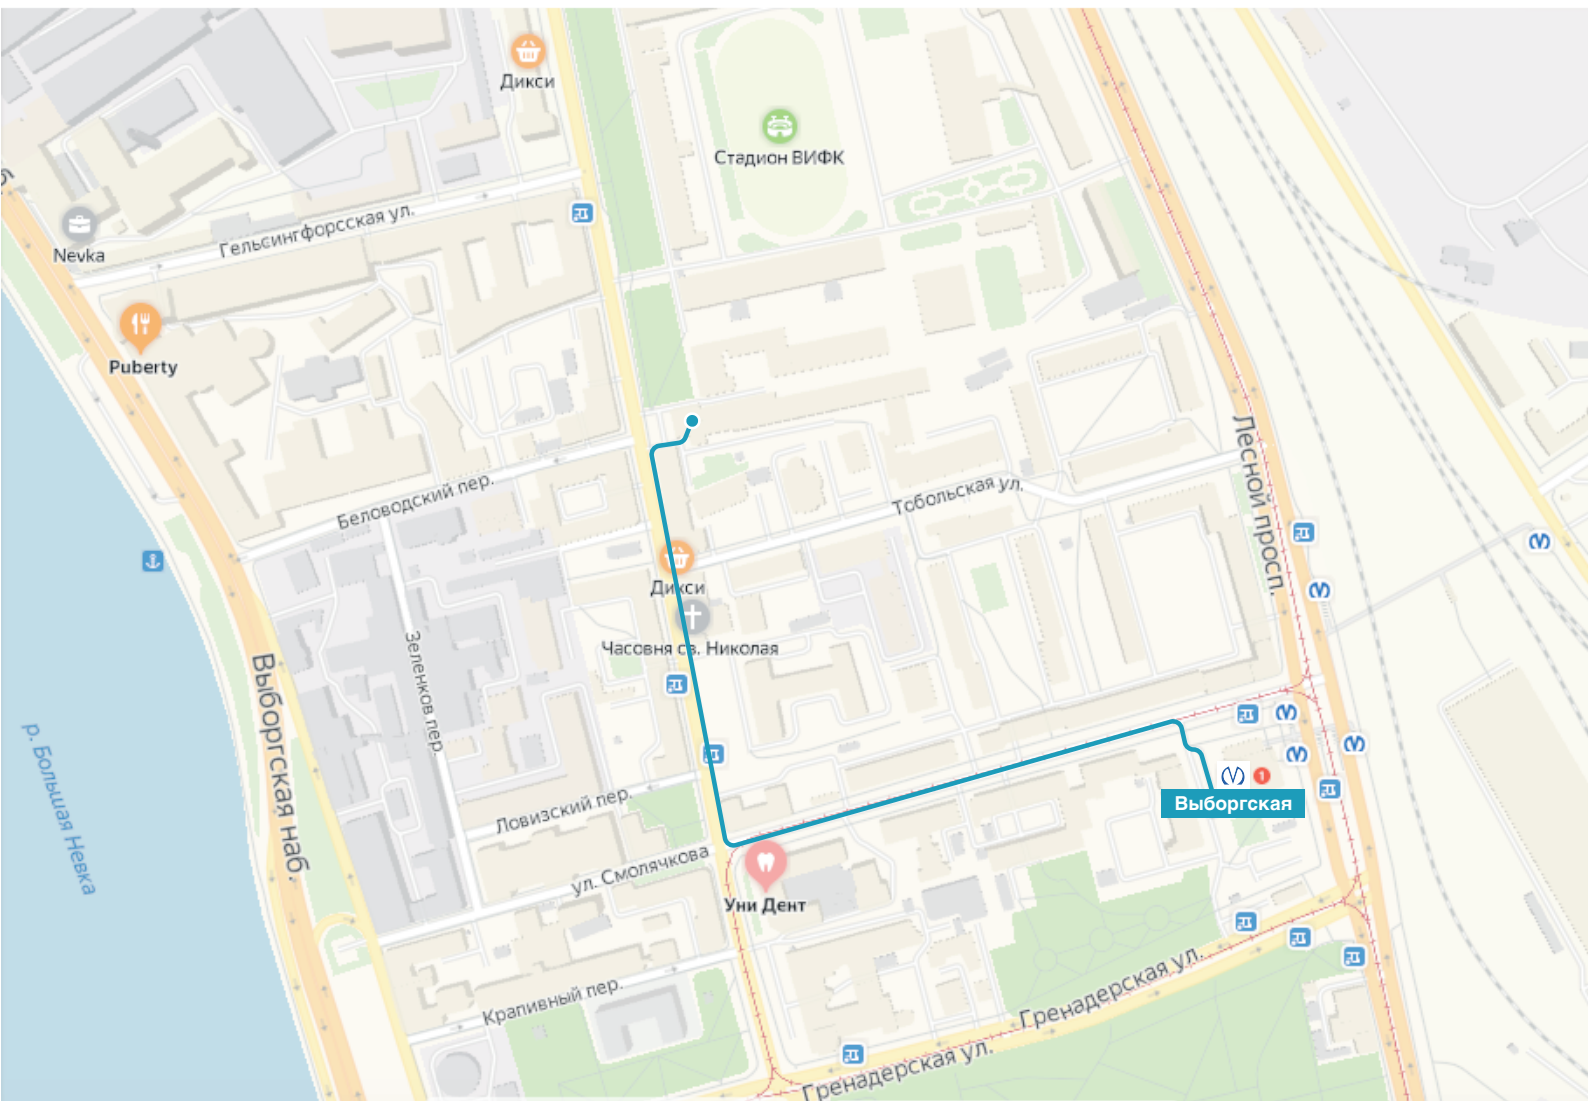 Дикси
Стадион ВИФК
Гельсингфорсская ул.
Nevka
Puberty
Лесной просп.
Беловодский пер.
Тобольская ул.
Дикси
Часовня св. Николая
Зеленков пер.
Выборгская наб.
р. Большая Невка
1
Выборгская
Ловизский пер.
ул. Смолячкова
Уни Дент
Крапивный пер.
Гренадерская ул.
Гренадерская ул.